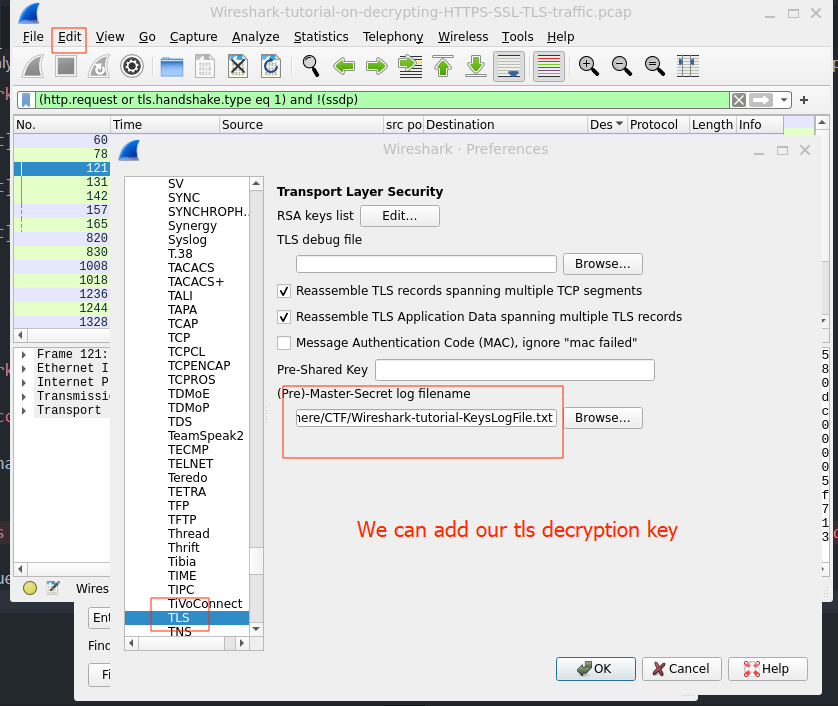 Wireshark-tutorial-on-decrypting-HTTPS-SSL-TLS-traffic.pcap
File Edit View Go Capture Analyze Statistics Telephony Wireless Tools Help
(http.request or tls.handshake.type eq 1) and !(ssdp)
No. Time Source src po Destination Des Protocol Length Info
60
78
121
131
142
157
165
820
830
1008
1018
1236
1244
1328
Frame 121:
Ethernet I
Internet P
Transmissi
Transport
Wires
Wireshark · Preferences
SV
SYNC
SYNCHROPH...
Synergy
Syslog
T.38
TACACS
TACACS+
TALI
TAPA
TCAP
TCP
TCPCL
TCPENCAP
TCPROS
TDMoE
TDMoP
TDS
TeamSpeak2
TECMP
TELNET
Teredo
TETRA
TFP
TFTP
Thread
Thrift
Tibia
TIME
TIPC
TiVoConnect
TLS
TNS
Transport Layer Security
RSA keys list Edit...
TLS debug file
Browse...
Reassemble TLS records spanning multiple TCP segments
Reassemble TLS Application Data spanning multiple TLS records
Message Authentication Code (MAC), ignore "mac failed"
Pre-Shared Key
(Pre)-Master-Secret log filename
here/CTF/Wireshark-tutorial-KeysLogFile.txt Browse...
We can add our tls decryption key
OK Cancel Help
Ent
Find
Fi